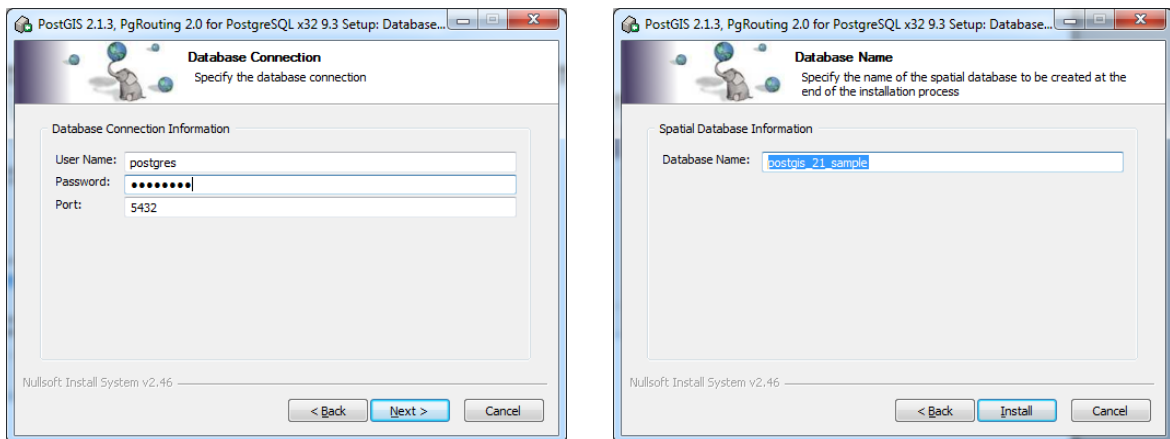 PostGIS 2.1.3, PgRouting 2.0 for PostgreSQL x32 9.3 Setup: Database...
Database Connection
Specify the database connection
Database Connection Information
User Name: postgres
Password: ●●●●●●●●
Port: 5432
Nullsoft Install System v2.46
< Back Next > Cancel
PostGIS 2.1.3, PgRouting 2.0 for PostgreSQL x32 9.3 Setup: Database...
Database Name
Specify the name of the spatial database to be created at the
end of the installation process
Spatial Database Information
Database Name: postgis_21_sample
Nullsoft Install System v2.46
< Back Install Cancel